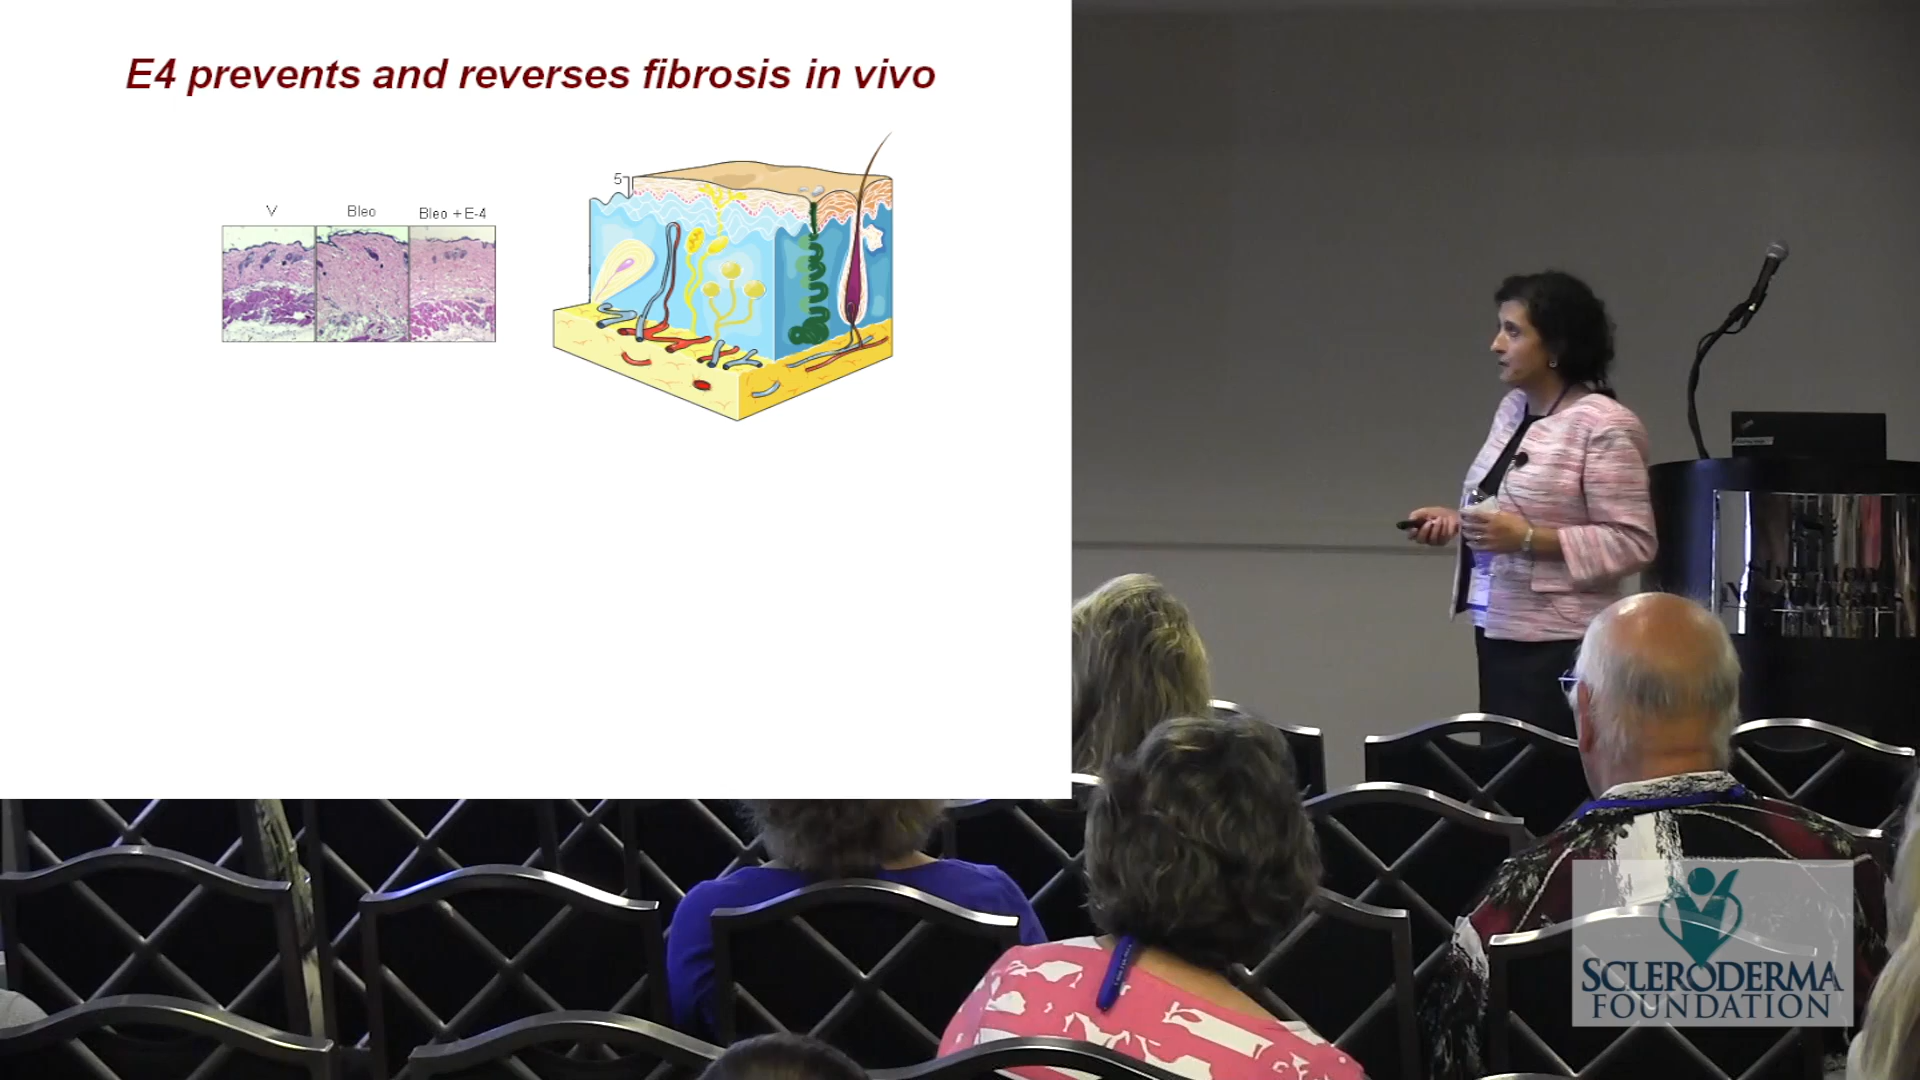 E4 prevents and reverses fibrosis in vivo
V
Bleo
Bleo + E-4
5
SCLERODERMA
FOUNDATION